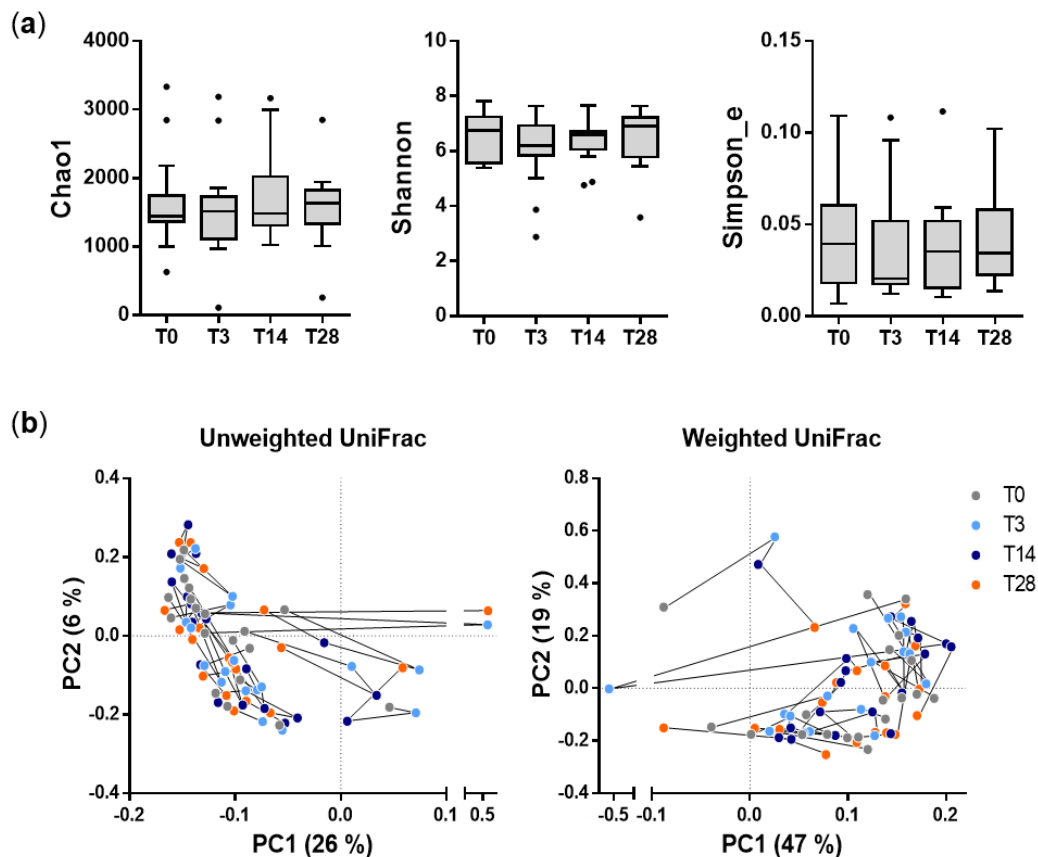 (a)
4000
3000
2000
1000
0
Chao1
T0 T3 T14 T28
10
8
6
4
2
0
Shannon
T0 T3 T14 T28
0.15
0.10
0.05
0.00
Simpson_e
T0 T3 T14 T28
(b)
Unweighted UniFrac
0.4
0.2
0.0
-0.2
-0.4
PC2 (6 %)
-0.2 -0.1 0.0 0.1 0.5
PC1 (26 %)
Weighted UniFrac
0.8
0.6
0.4
0.2
0.0
-0.2
-0.4
PC2 (19 %)
-0.5 -0.1 0.0 0.1 0.2
PC1 (47 %)
T0
T3
T14
T28